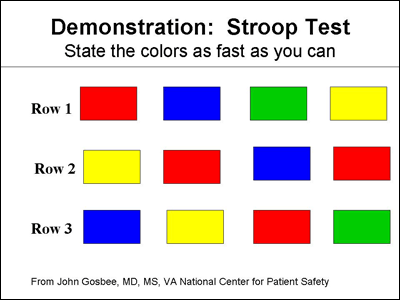 Demonstration:  Stroop Test
State the colors as fast as you can
Row 1
Row 2
Row 3
From John Gosbee, MD, MS, VA National Center for Patient Safety